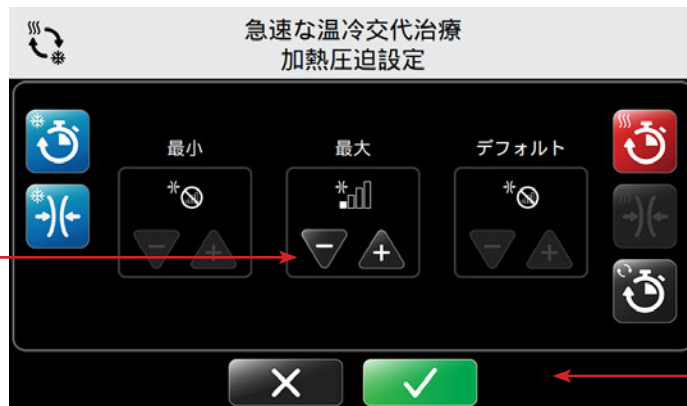 急速な温冷交代治療
加熱圧迫設定
最小
最大
デフォルト